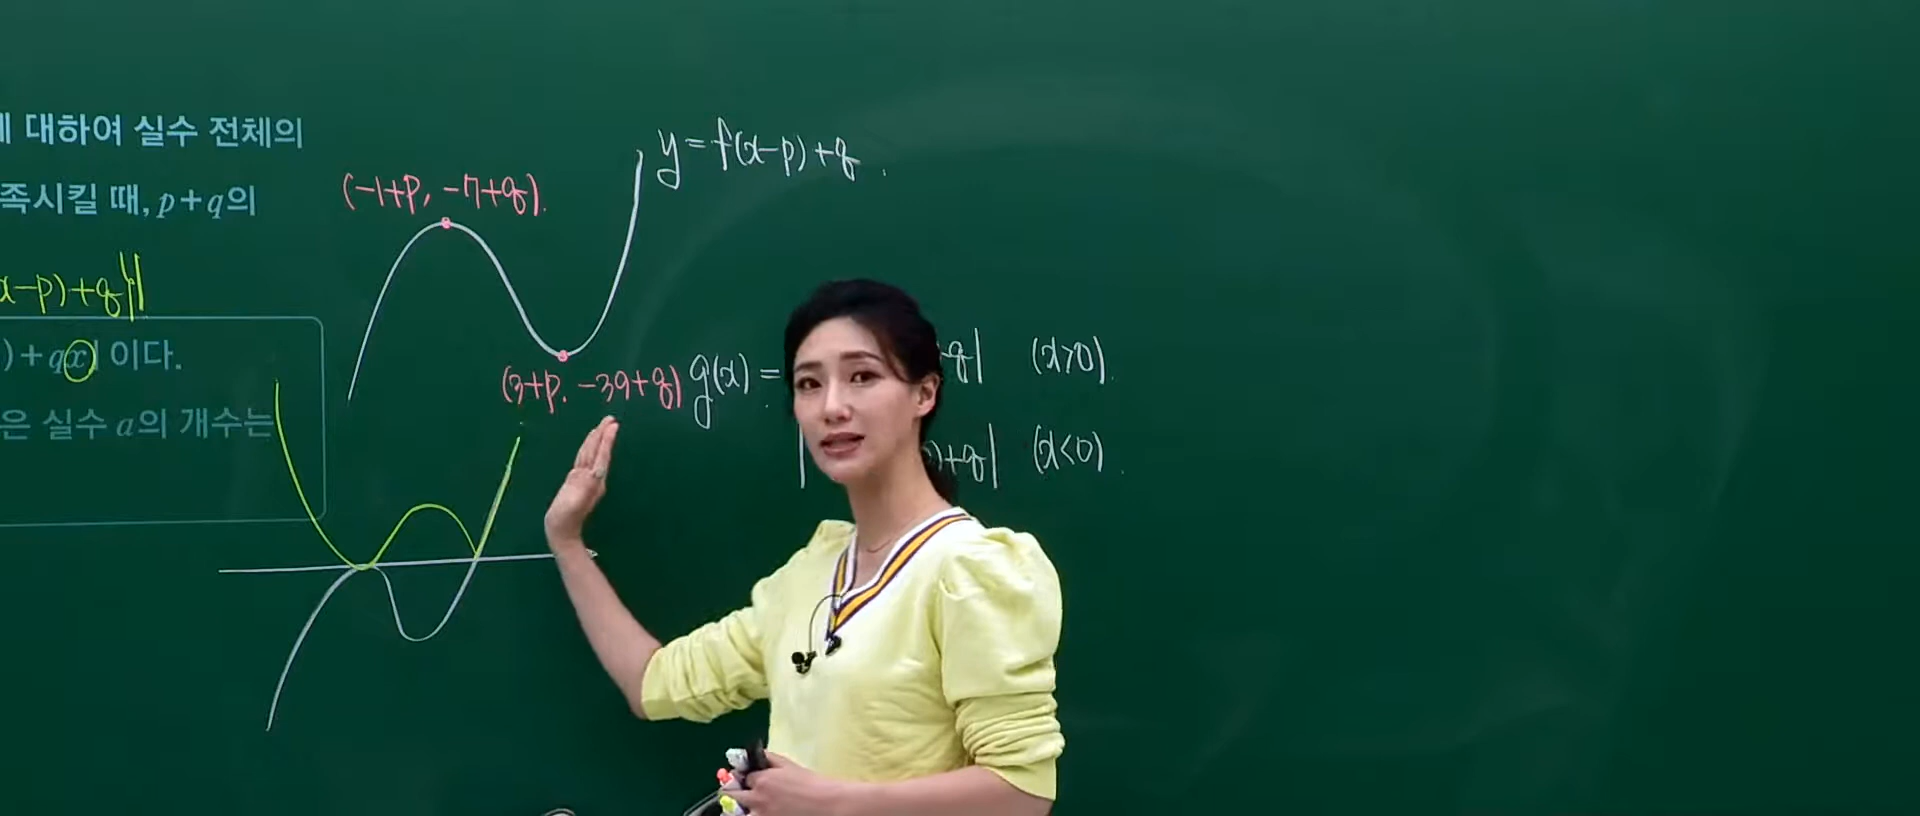 대하여 실수 전체의
족시킬 때, p+q의
x-p)+q}|
)+qx| 이다.
은 실수 a의 개수는
(-1+p, -7+q).
y=f(x-p)+q.
(3+p, -39+q)
g(x)=
q| (x>0).
| )+q| (x<0).